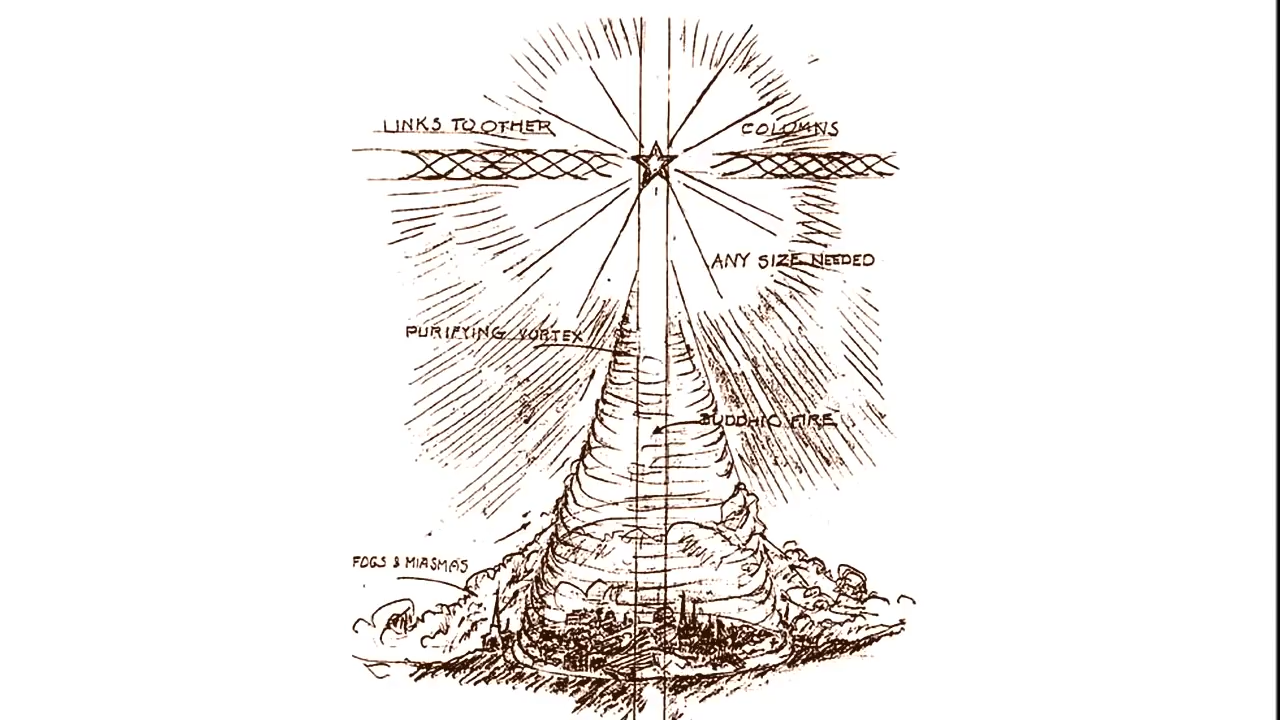 LINKS TO OTHER COLUMNS
ANY SIZE NEEDED
PURIFYING VORTEX
BUDDHIC FIRE
FOGS & MIASMAS